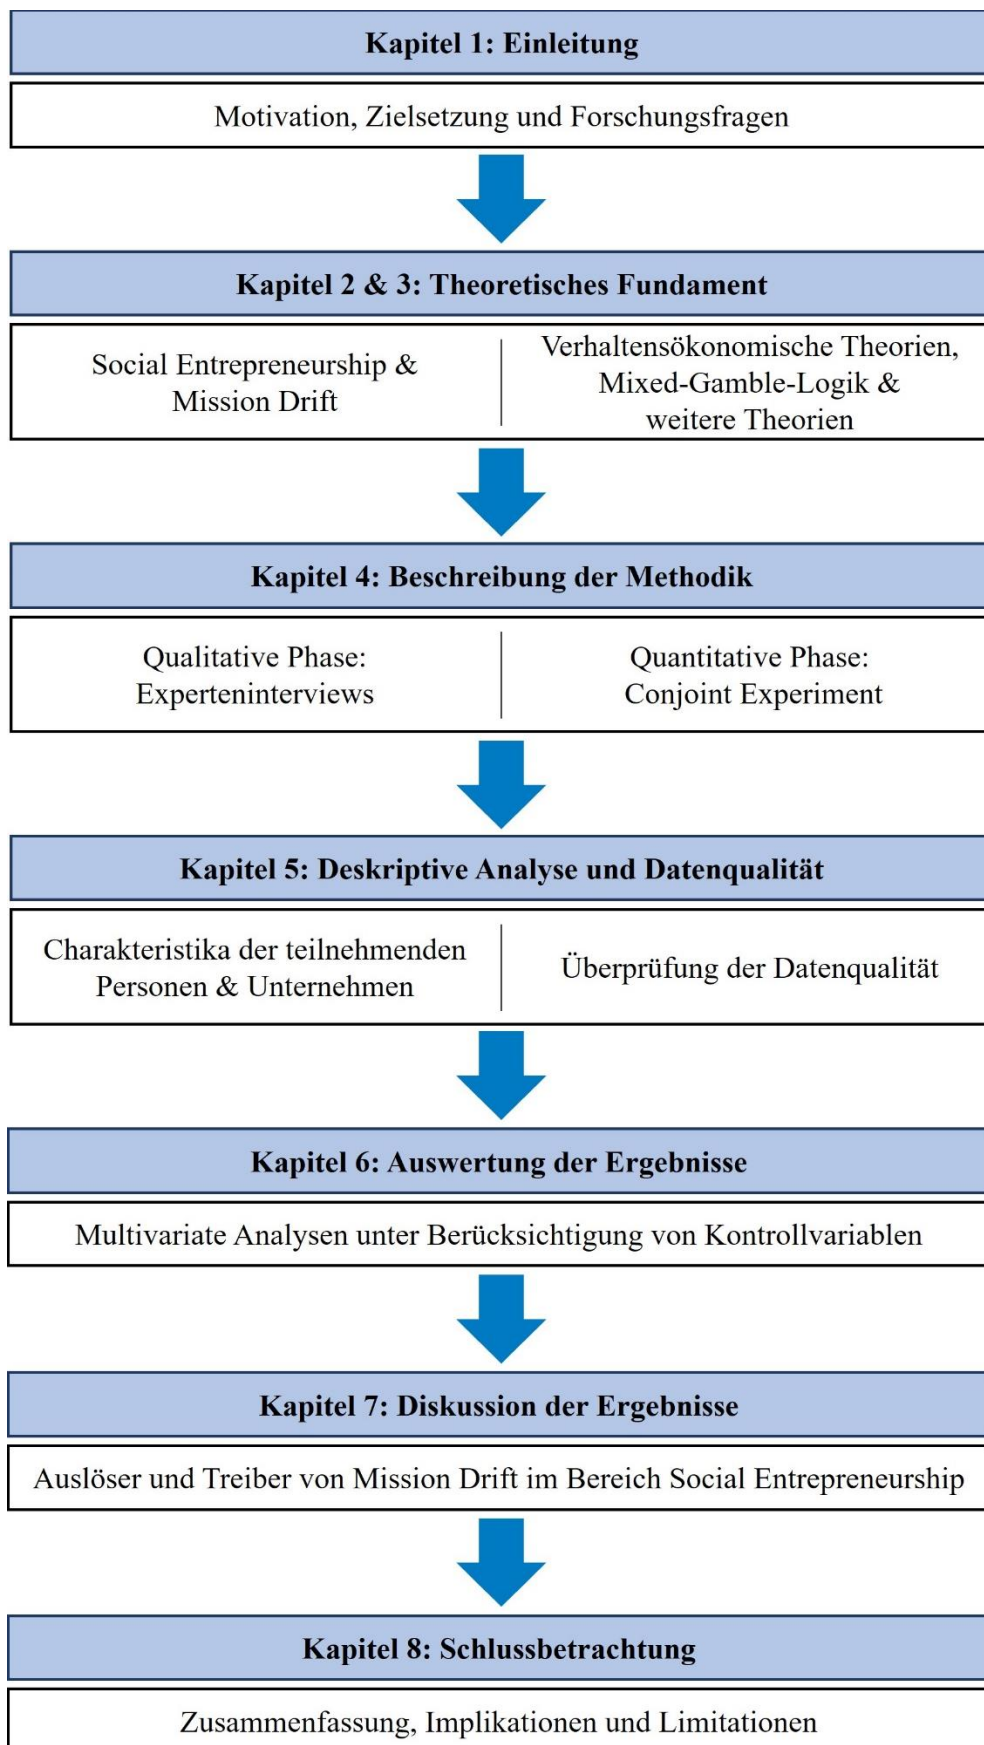 Kapitel 1: Einleitung
Motivation, Zielsetzung und Forschungsfragen
Kapitel 2 & 3: Theoretisches Fundament
Social Entrepreneurship &
Mission Drift
Verhaltensökonomische Theorien,
Mixed-Gamble-Logik &
weitere Theorien
Kapitel 4: Beschreibung der Methodik
Qualitative Phase:
Experteninterviews
Quantitative Phase:
Conjoint Experiment
Kapitel 5: Deskriptive Analyse und Datenqualität
Charakteristika der teilnehmenden
Personen & Unternehmen
Überprüfung der Datenqualität
Kapitel 6: Auswertung der Ergebnisse
Multivariate Analysen unter Berücksichtigung von Kontrollvariablen
Kapitel 7: Diskussion der Ergebnisse
Auslöser und Treiber von Mission Drift im Bereich Social Entrepreneurship
Kapitel 8: Schlussbetrachtung
Zusammenfassung, Implikationen und Limitationen